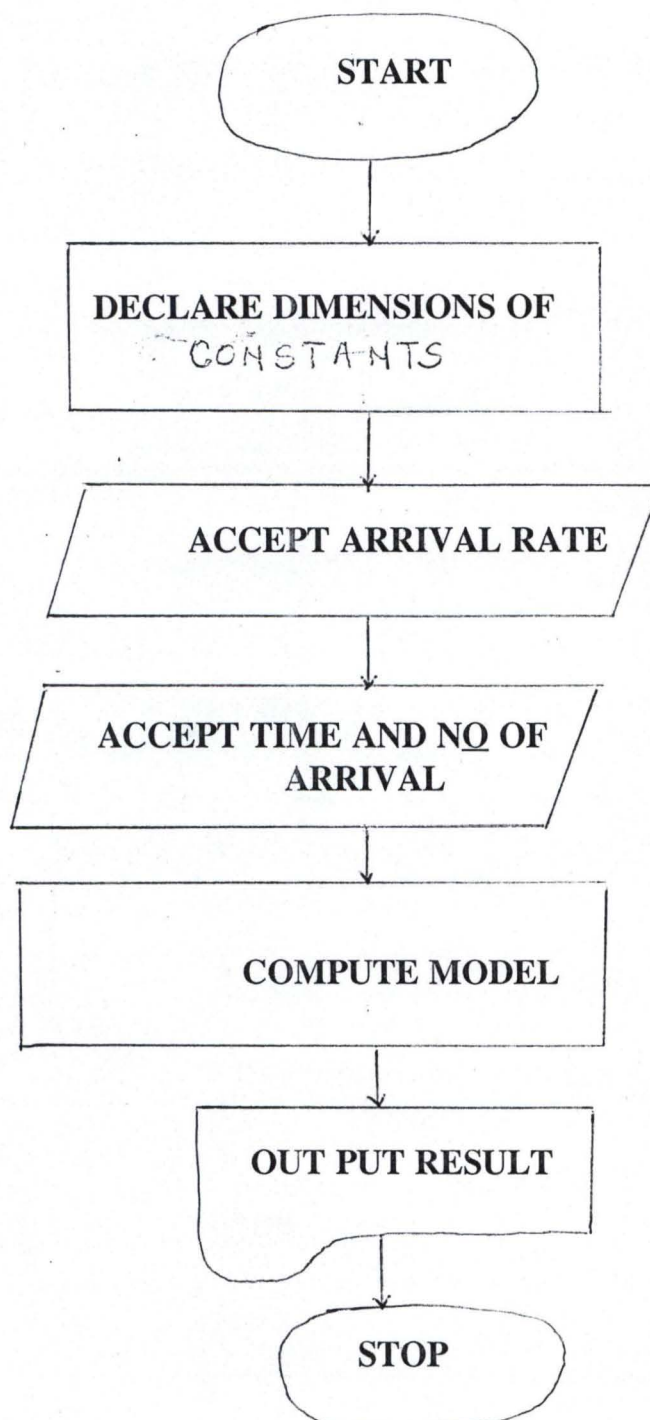 START
DECLARE DIMENSIONS OF
CONSTANTS
ACCEPT ARRIVAL RATE
ACCEPT TIME AND NO OF
ARRIVAL
COMPUTE MODEL
OUT PUT RESULT
STOP